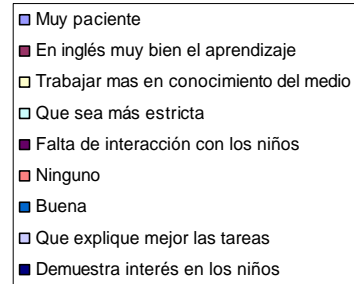 Muy paciente
En inglés muy bien el aprendizaje
Trabajar mas en conocimiento del medio
Que sea más estricta
Falta de interacción con los niños
Ninguno
Buena
Que explique mejor las tareas
Demuestra interés en los niños